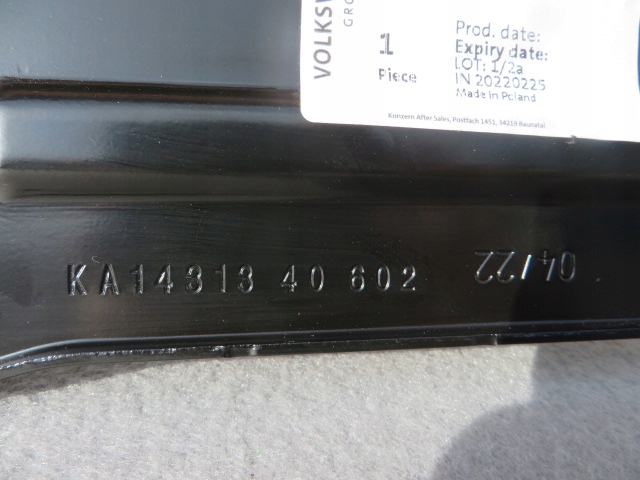 VOLKSW
GRO
1
Piece
Prod. date:
Expiry date:
LOT: 1/2a
IN 20220225
Made in Poland
Konzern After Sales, Postfach 1451, 34219 Baunatal
KA14313 40 602
04/22